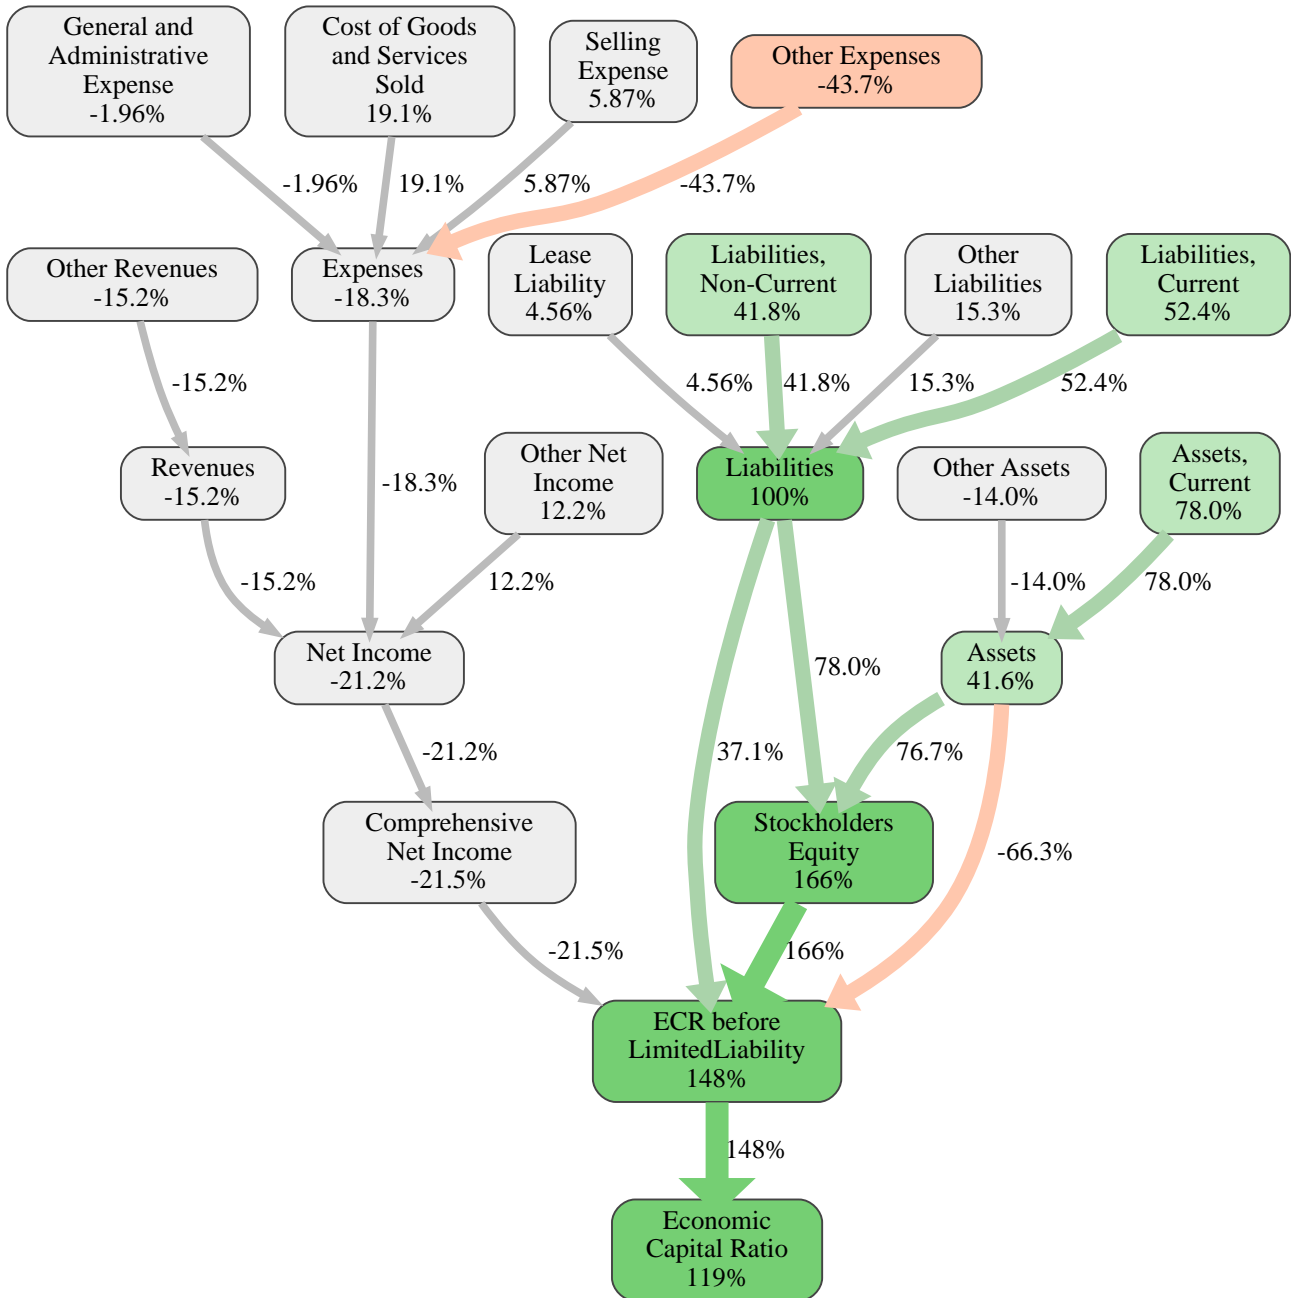 General and
Administrative
Expense
-1.96%
Cost of Goods
and Services
Sold
19.1%
Selling
Expense
5.87%
Other Expenses
-43.7%
-1.96%
19.1%
5.87%
-43.7%
Other Revenues
-15.2%
Expenses
-18.3%
Lease
Liability
4.56%
Liabilities,
Non-Current
41.8%
Other
Liabilities
15.3%
Liabilities,
Current
52.4%
-15.2%
4.56%
41.8%
15.3%
52.4%
Revenues
-15.2%
-18.3%
Other Net
Income
12.2%
Liabilities
100%
Other Assets
-14.0%
Assets,
Current
78.0%
-15.2%
12.2%
-14.0%
78.0%
Net Income
-21.2%
78.0%
Assets
41.6%
-21.2%
37.1%
76.7%
Comprehensive
Net Income
-21.5%
Stockholders
Equity
166%
-66.3%
-21.5%
166%
ECR before
LimitedLiability
148%
148%
Economic
Capital Ratio
119%